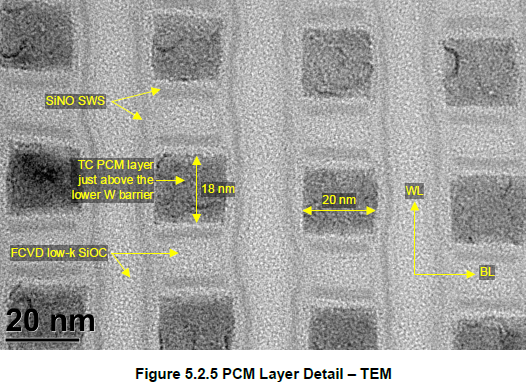 SiNO SWS
TC PCM layer
just above the
lower W barrier
18 nm
20 nm
WL
BL
FCVD low-k SiOC
20 nm
Figure 5.2.5 PCM Layer Detail – TEM